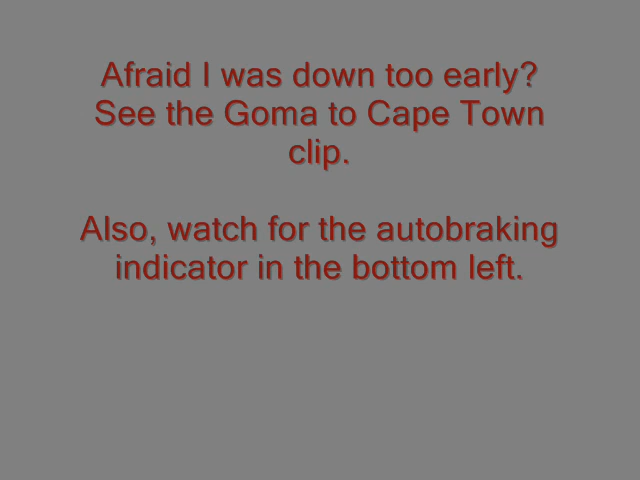 Afraid I was down too early?
See the Goma to Cape Town
clip.
Also, watch for the autobraking
indicator in the bottom left.